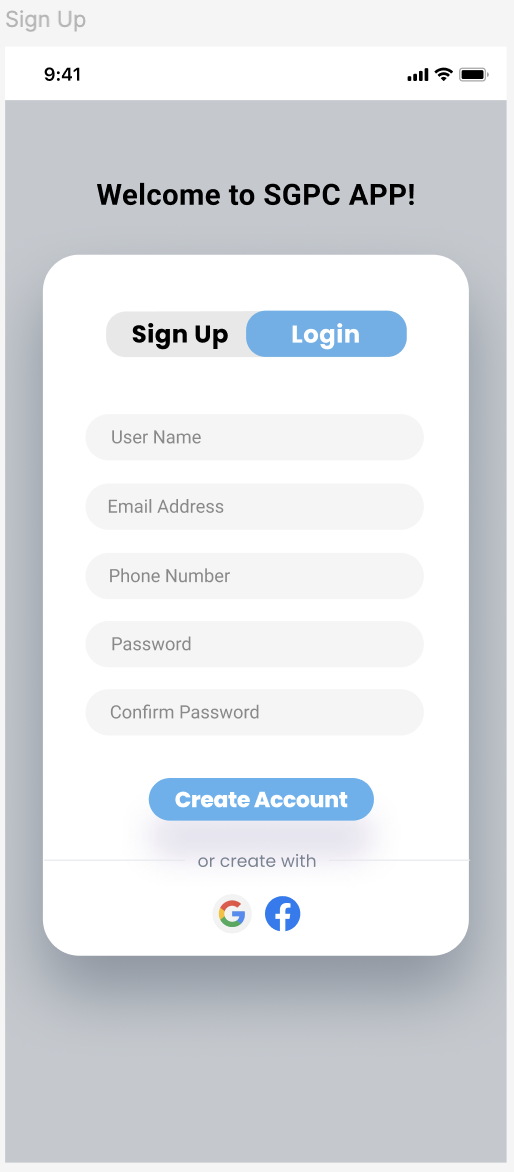 Sign Up
9:41
Welcome to SGPC APP!
Sign Up Login
User Name
Email Address
Phone Number
Password
Confirm Password
Create Account
or create with